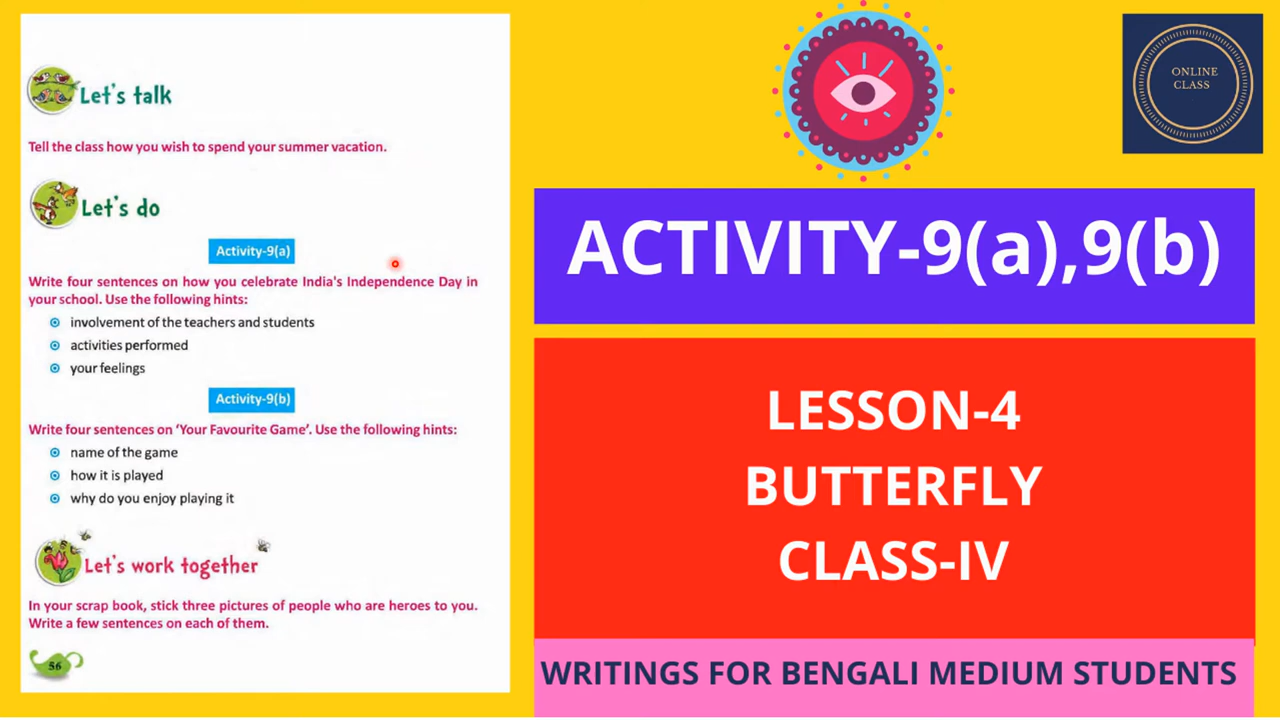 Let's talk
Tell the class how you wish to spend your summer vacation.
Let's do
Activity-9(a)
Write four sentences on how you celebrate India's Independence Day in
your school. Use the following hints:
involvement of the teachers and students
activities performed
your feelings
Activity-9(b)
Write four sentences on 'Your Favourite Game'. Use the following hints:
name of the game
how it is played
why do you enjoy playing it
Let's work together
In your scrap book, stick three pictures of people who are heroes to you.
Write a few sentences on each of them.
56
ONLINE
CLASS
ACTIVITY-9(a),9(b)
LESSON-4
BUTTERFLY
CLASS-IV
WRITINGS FOR BENGALI MEDIUM STUDENTS